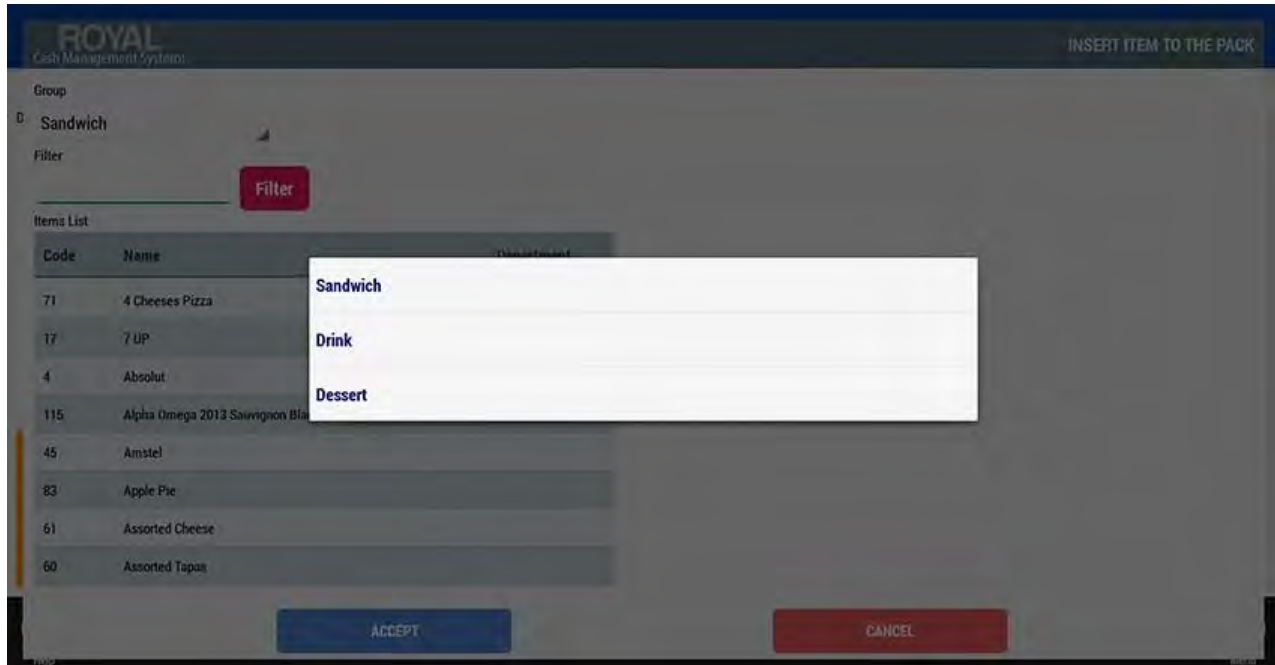 ROYAL
Cash Management Systems
INSERT ITEM TO THE PACK
Group
Sandwich
Filter
Filter
Items List
Code Name Department
71 4 Cheeses Pizza
17 7 UP
4 Absolut
115 Alpha Omega 2013 Sauvignon Bla
45 Amstel
83 Apple Pie
61 Assorted Cheese
60 Assorted Tapas
Sandwich
Drink
Dessert
ACCEPT CANCEL